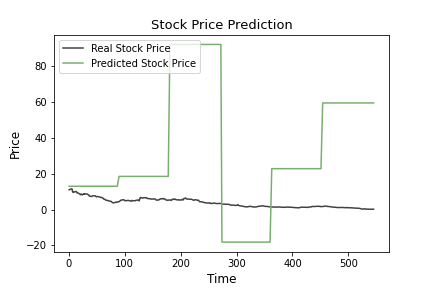 Stock Price Prediction
Real Stock Price
Predicted Stock Price
80
60
40
20
0
−20
Price
0 100 200 300 400 500
Time